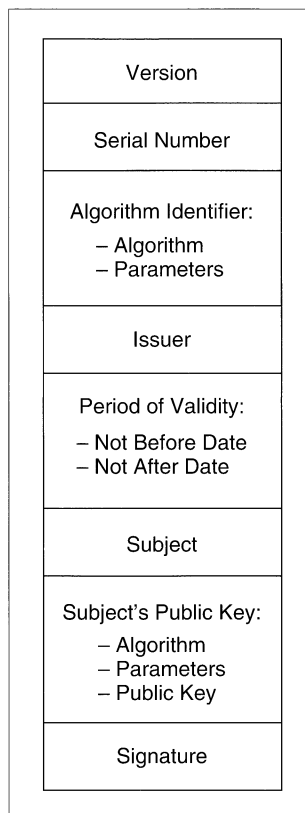 Version
Serial Number
Algorithm Identifier:
– Algorithm
– Parameters
Issuer
Period of Validity:
– Not Before Date
– Not After Date
Subject
Subject's Public Key:
– Algorithm
– Parameters
– Public Key
Signature